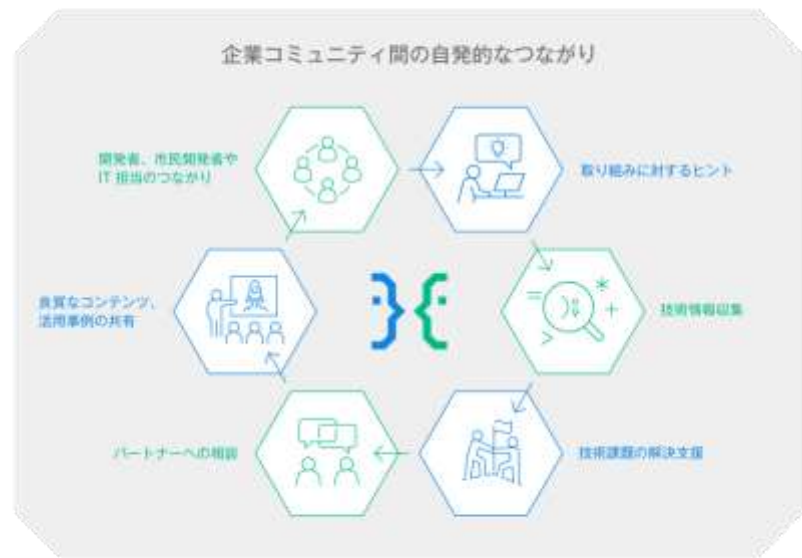 企業コミュニティ間の自発的なつながり
開発者、市民開発者や
IT 担当のつながり
取り組みに対するヒント
良質なコンテンツ、
活用事例の共有
技術情報収集
パートナーへの相談
技術課題の解決支援